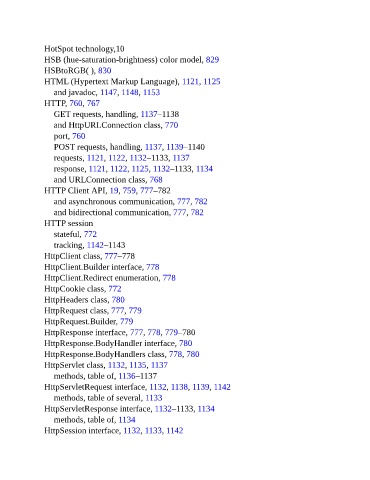 HotSpot technology,10
HSB (hue-saturation-brightness) color model, 829
HSBtoRGB( ), 830
HTML (Hypertext Markup Language), 1121, 1125
and javadoc, 1147, 1148, 1153
HTTP, 760, 767
GET requests, handling, 1137–1138
and HttpURLConnection class, 770
port, 760
POST requests, handling, 1137, 1139–1140
requests, 1121, 1122, 1132–1133, 1137
response, 1121, 1122, 1125, 1132–1133, 1134
and URLConnection class, 768
HTTP Client API, 19, 759, 777–782
and asynchronous communication, 777, 782
and bidirectional communication, 777, 782
HTTP session
stateful, 772
tracking, 1142–1143
HttpClient class, 777–778
HttpClient.Builder interface, 778
HttpClient.Redirect enumeration, 778
HttpCookie class, 772
HttpHeaders class, 780
HttpRequest class, 777, 779
HttpRequest.Builder, 779
HttpResponse interface, 777, 778, 779–780
HttpResponse.BodyHandler interface, 780
HttpResponse.BodyHandlers class, 778, 780
HttpServlet class, 1132, 1135, 1137
methods, table of, 1136–1137
HttpServletRequest interface, 1132, 1138, 1139, 1142
methods, table of several, 1133
HttpServletResponse interface, 1132–1133, 1134
methods, table of, 1134
HttpSession interface, 1132, 1133, 1142